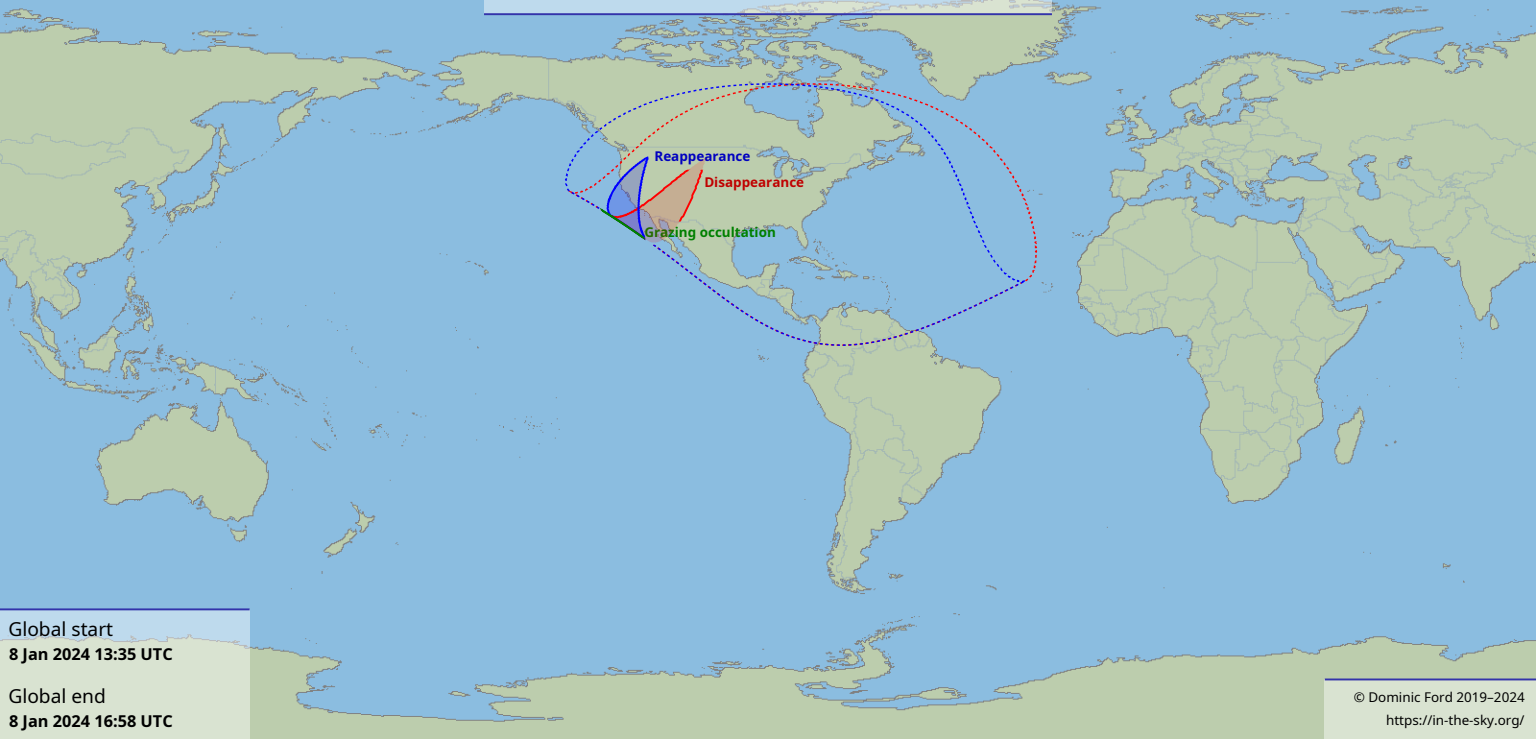 Reappearance
Disappearance
Grazing occultation
Global start
8 Jan 2024 13:35 UTC
Global end
8 Jan 2024 16:58 UTC
© Dominic Ford 2019–2024
https://in-the-sky.org/